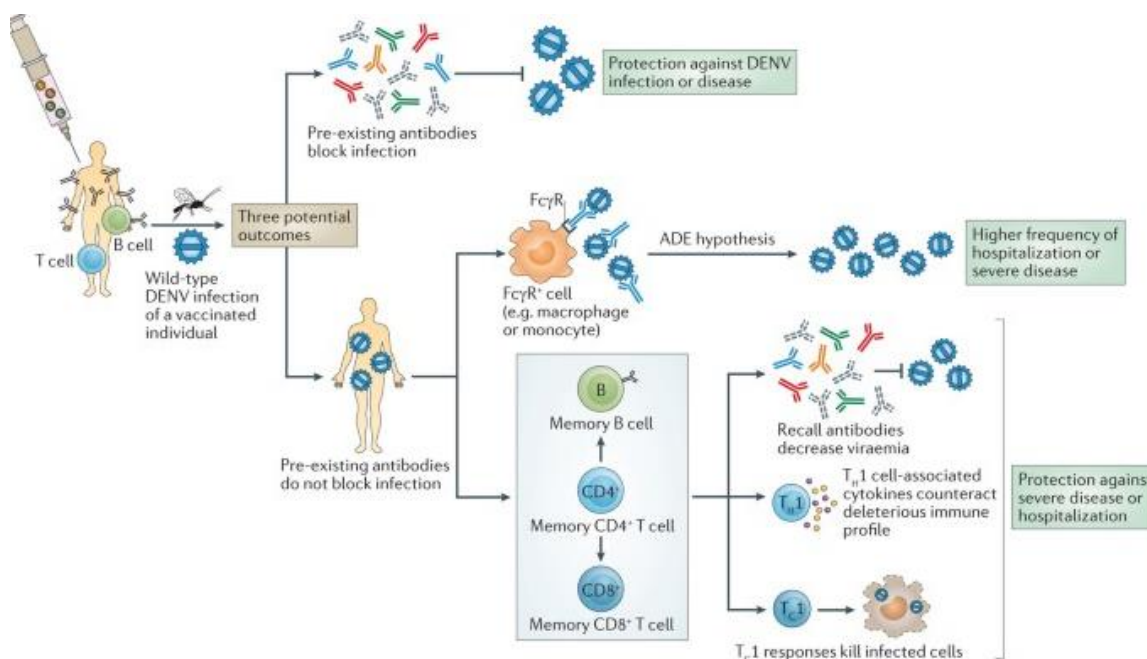 Pre-existing antibodies
block infection
Protection against DENV
infection or disease
B cell
T cell
Wild-type
DENV infection
of a vaccinated
individual
Three potential
outcomes
FcγR
FcγR⁺ cell
(e.g. macrophage
or monocyte)
ADE hypothesis
Higher frequency of
hospitalization or
severe disease
Pre-existing antibodies
do not block infection
B
Memory B cell
CD4⁺
Memory CD4⁺ T cell
CD8⁺
Memory CD8⁺ T cell
Recall antibodies
decrease viraemia
T_H1
T_H1 cell-associated
cytokines counteract
deleterious immune
profile
T_C1
T_C1 responses kill infected cells
Protection agains
severe disease or
hospitalization